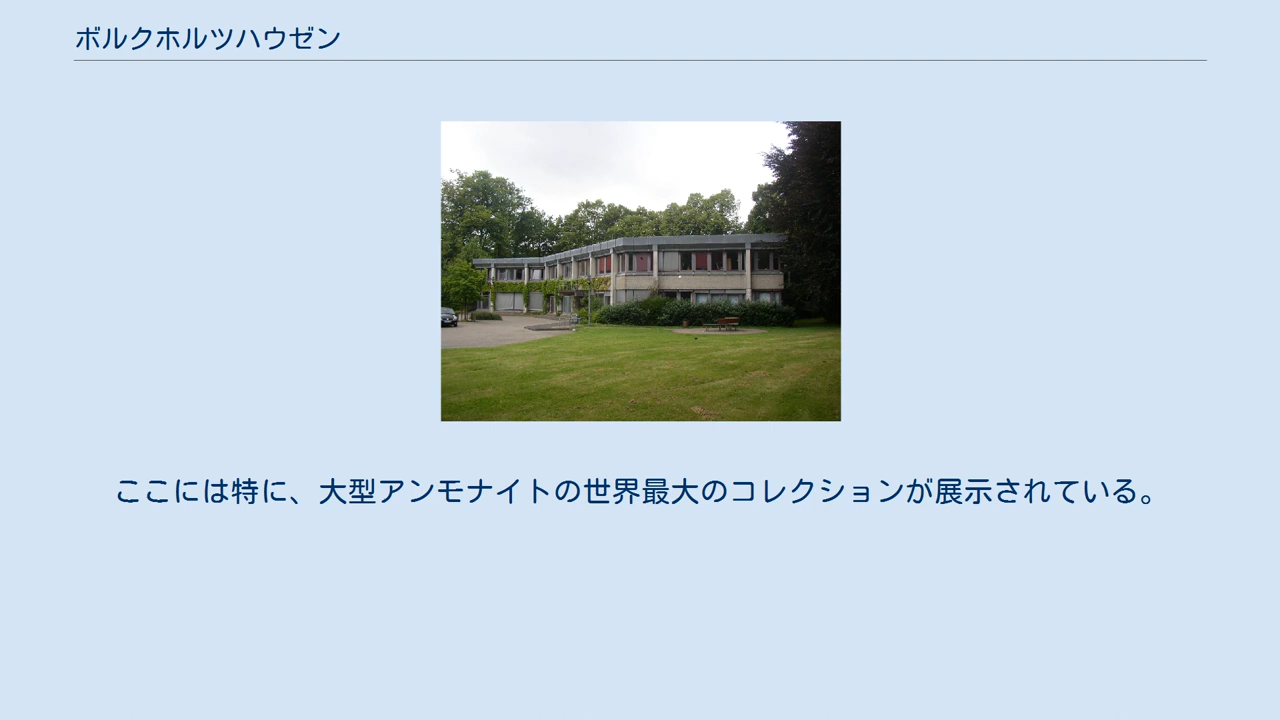 ボルクホルツハウゼン
ここには特に、大型アンモナイトの世界最大のコレクションが展示されている。